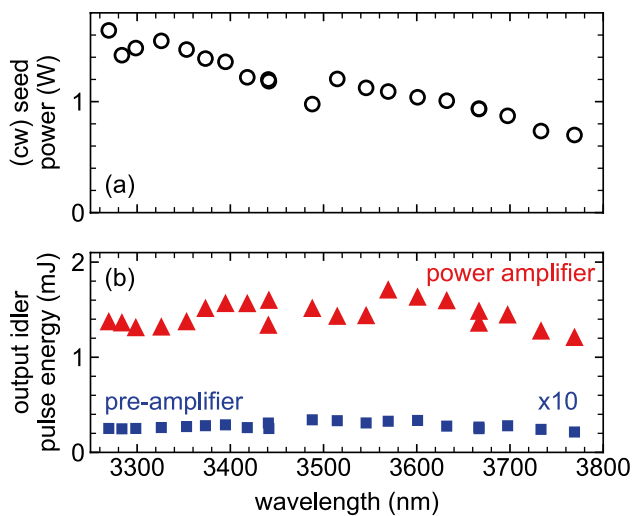 (cw) seed
power (W)
1
0
(a)
(b)
power amplifier
pre-amplifier
x10
output idler
pulse energy (mJ)
2
1
0
3300 3400 3500 3600 3700 3800
wavelength (nm)